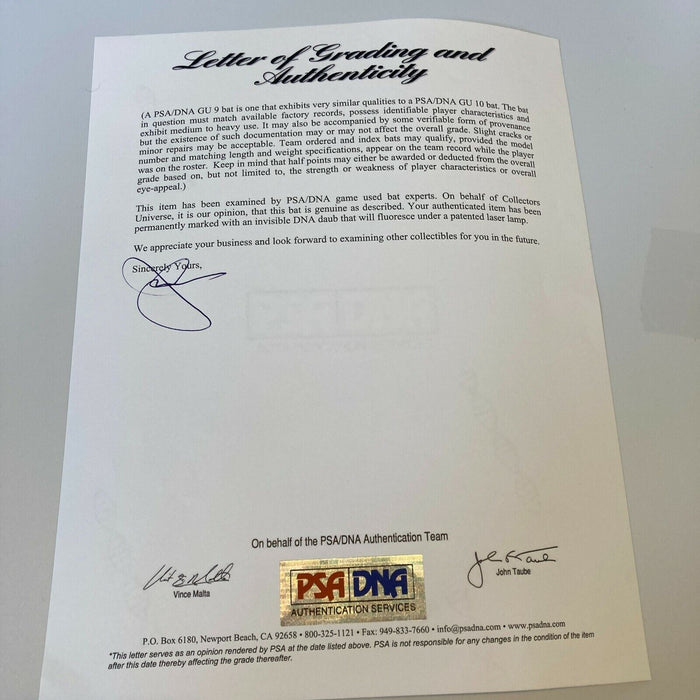 Letter of Grading and
Authenticity
(A PSA/DNA GU 9 bat is one that exhibits very similar qualities to a PSA/DNA GU 10 bat. The bat
in question must match available factory records, possess identifiable player characteristics and
exhibit medium to heavy use. It may also be accompanied by some verifiable form of provenance
but the existence of such documentation may or may not affect the overall grade. Slight cracks or
minor repairs may be acceptable. Team ordered and index bats may qualify, provided the model
number and matching length and weight specifications, appear on the team record while the player
was on the roster. Keep in mind that half points may either be awarded or deducted from the overall
grade based on, but not limited to, the strength or weakness of player characteristics or overall
eye-appeal.)
This item has been examined by PSA/DNA game used bat experts. On behalf of Collectors
Universe, it is our opinion, that this bat is genuine as described. Your authenticated item has been
permanently marked with an invisible DNA daub that will fluoresce under a patented laser lamp.
We appreciate your business and look forward to examining other collectibles for you in the future.
Sincerely Yours,
On behalf of the PSA/DNA Authentication Team
Vince Malta
John Taube
PSA DNA
AUTHENTICATION SERVICES
P.O. Box 6180, Newport Beach, CA 92658 • 800-325-1121 • Fax: 949-833-7660 • info@psadna.com • www.psadna.com
*This letter serves as an opinion rendered by PSA at the date listed above. PSA is not responsible for any changes in the condition of the item
after this date thereby affecting the grade thereafter.